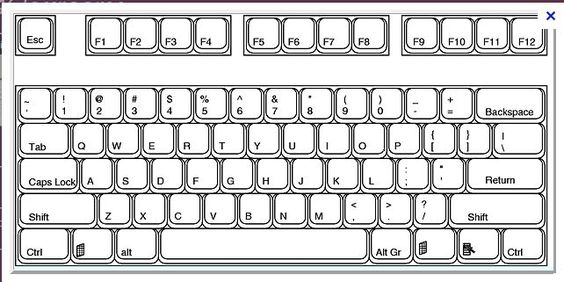 Esc F1 F2 F3 F4 F5 F6 F7 F8 F9 F10 F11 F12
~ ! @ # $ % ^ & * ( ) _ +
` 1 2 3 4 5 6 7 8 9 0 - = Backspace
{ } |
Tab Q W E R T Y U I O P [ ] \
: "
Caps Lock A S D F G H J K L ; ' Return
< > ?
Shift Z X C V B N M , . / Shift
Ctrl alt Alt Gr Ctrl